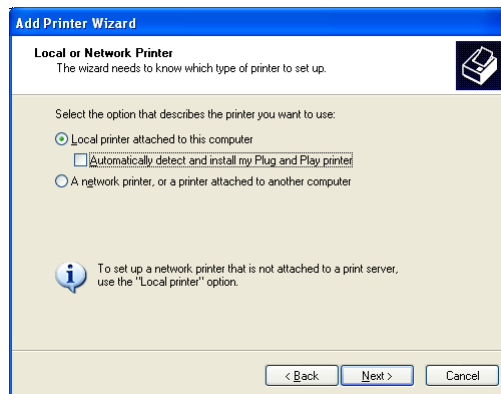 Add Printer Wizard
Local or Network Printer
The wizard needs to know which type of printer to set up.
Select the option that describes the printer you want to use:
Local printer attached to this computer
Automatically detect and install my Plug and Play printer
A network printer, or a printer attached to another computer
To set up a network printer that is not attached to a print server,
use the "Local printer" option.
< Back Next > Cancel